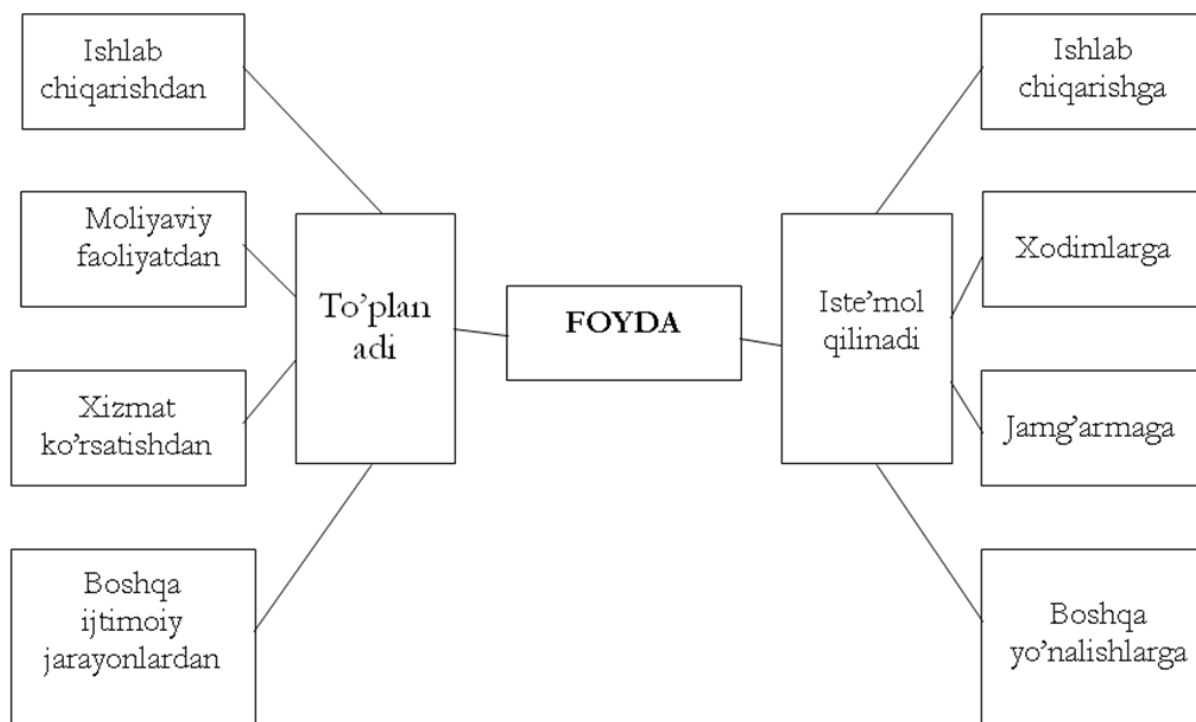 Ishlab
chiqarishdan
Moliyaviy
faoliyatdan
Xizmat
ko’rsatishdan
Boshqa
ijtimoiy
jarayonlardan
To’plan
adi
FOYDA
Iste’mol
qilinadi
Ishlab
chiqarishga
Xodimlarga
Jamg’armaga
Boshqa
yo’nalishlarga